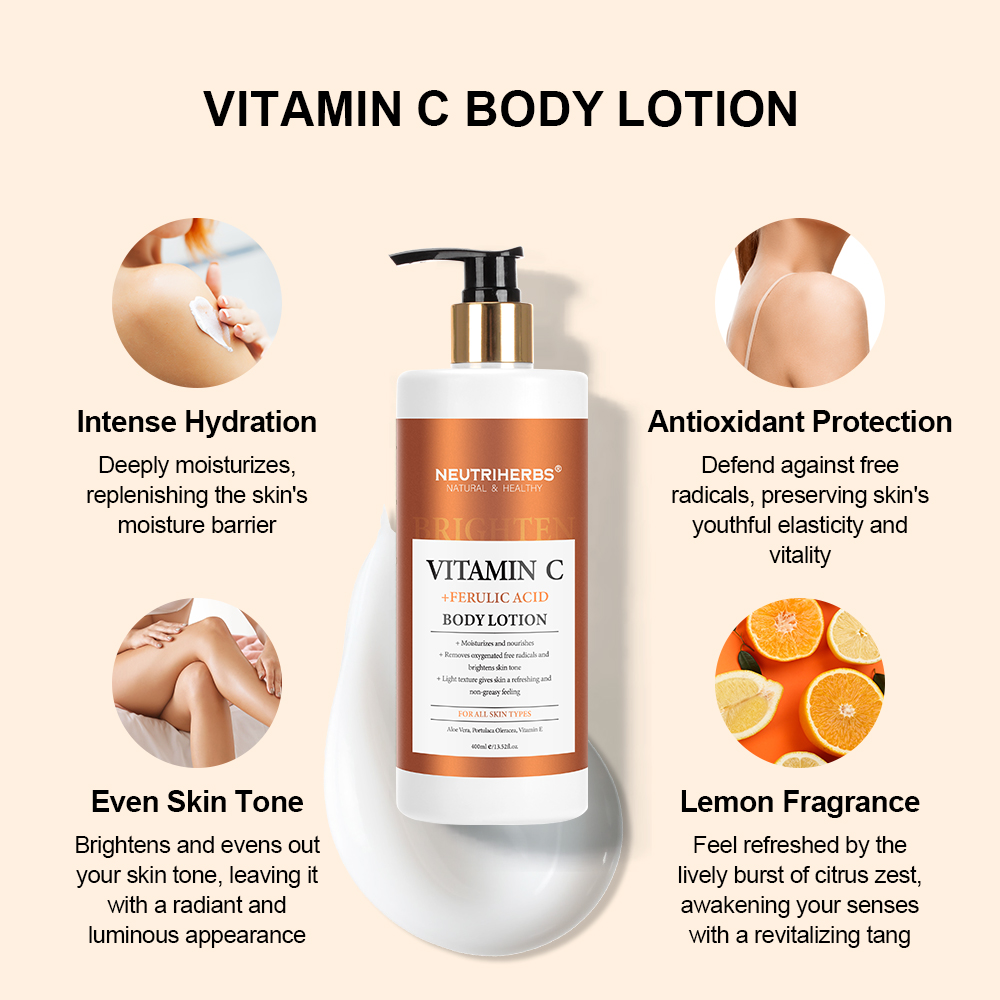 VITAMIN C BODY LOTION
Intense Hydration
Deeply moisturizes,
replenishing the skin's
moisture barrier
Antioxidant Protection
Defend against free
radicals, preserving skin's
youthful elasticity and
vitality
NEUTRIHERBS®
NATURAL & HEALTHY
BRIGHTEN
VITAMIN C
+FERULIC ACID
BODY LOTION
+ Moisturizes and nourishes
+ Removes oxygenated free radicals and
brightens skin tone
+ Light texture gives skin a refreshing and
non-greasy feeling
FOR ALL SKIN TYPES
Aloe Vera, Portulaca Oleracea, Vitamin E
400ml ℮/13.52fl.oz.
Even Skin Tone
Brightens and evens out
your skin tone, leaving it
with a radiant and
luminous appearance
Lemon Fragrance
Feel refreshed by the
lively burst of citrus zest,
awakening your senses
with a revitalizing tang